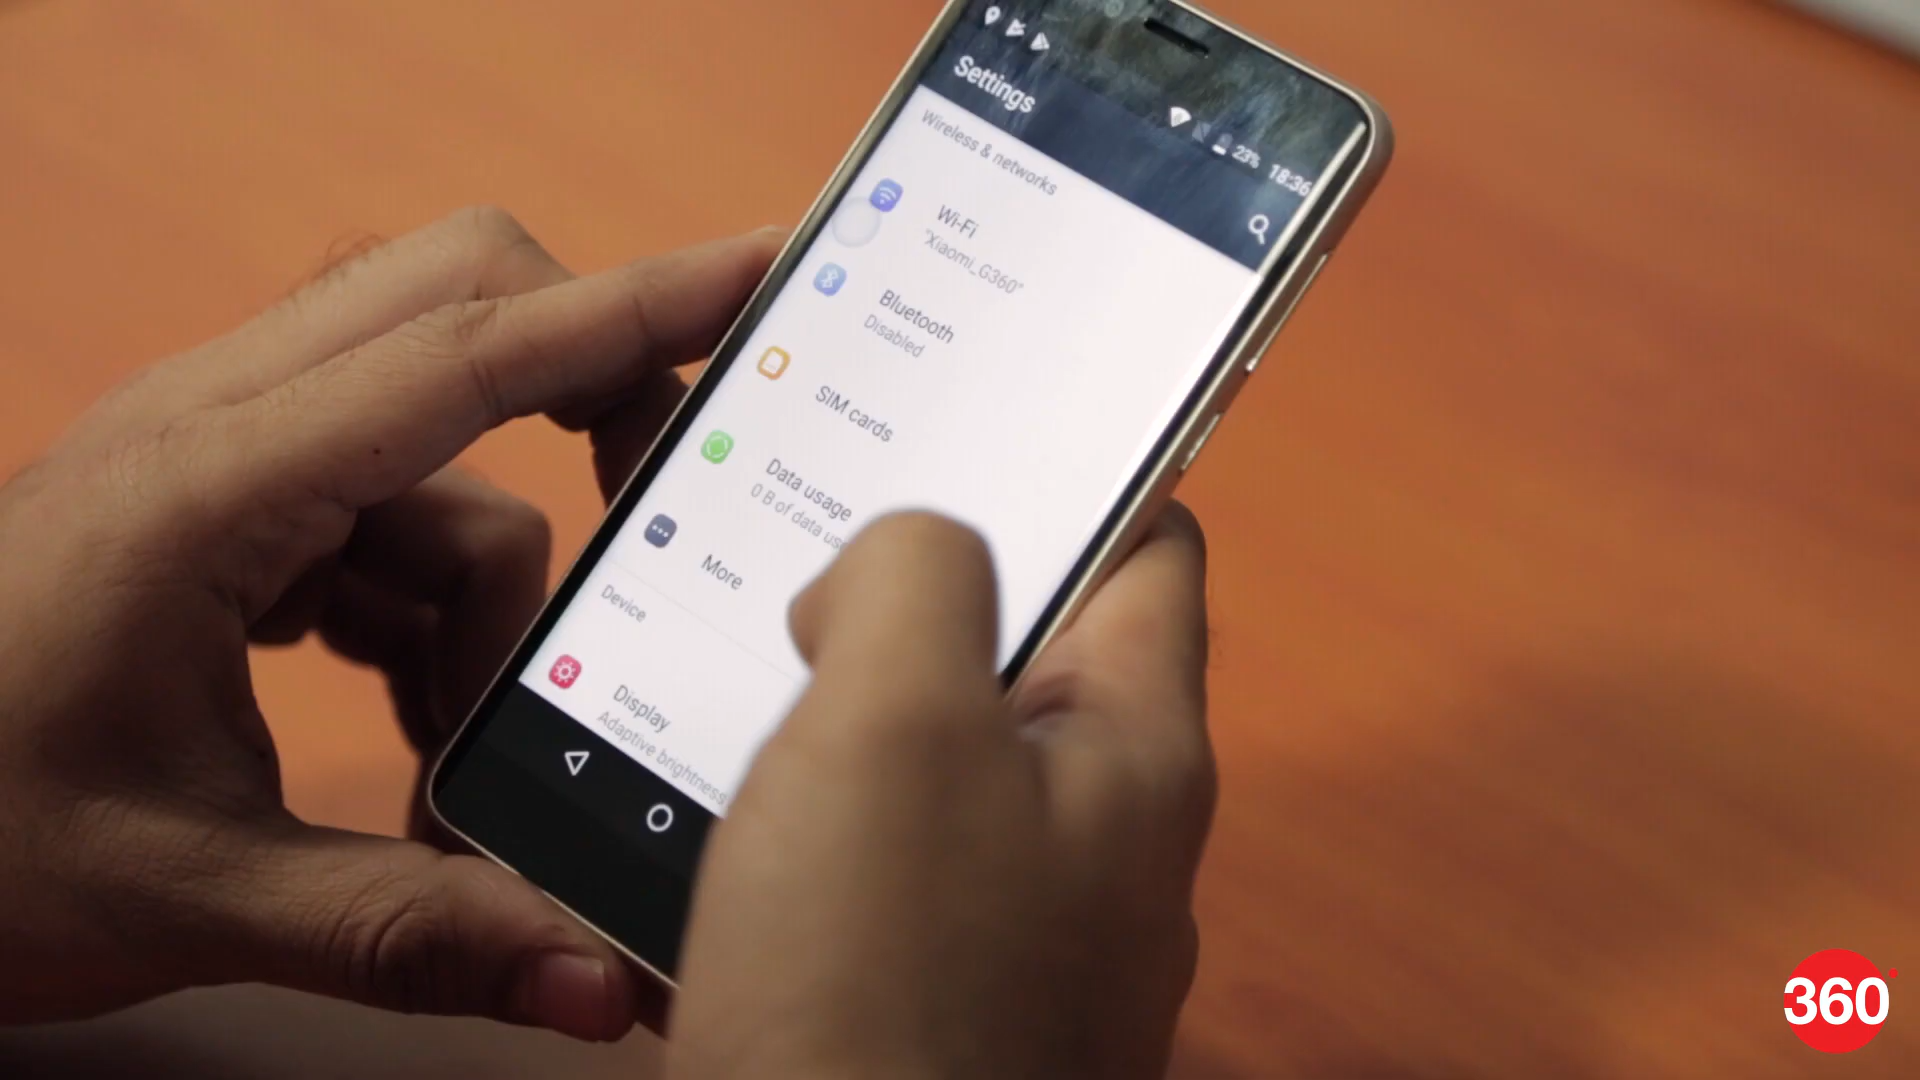 23%
18:36
Settings
Wireless & networks
Wi-Fi
"Xiaomi_G360"
Bluetooth
Disabled
SIM cards
Data usage
0 B of data
More
Device
Display
Adaptive brightness
360